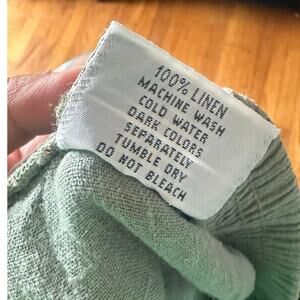 100% LINEN
MACHINE WASH
COLD WATER
DARK COLORS
SEPARATELY
TUMBLE DRY
DO NOT BLEACH